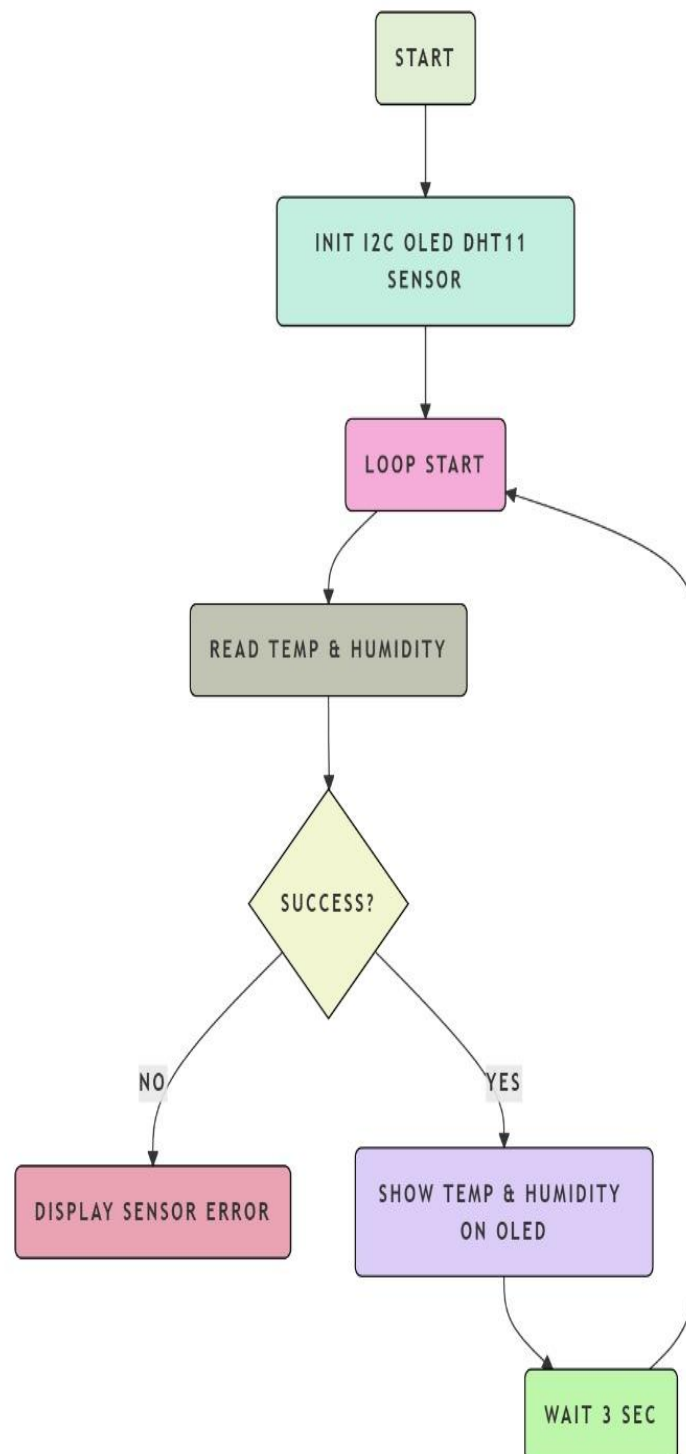 START
INIT I2C OLED DHT11
SENSOR
LOOP START
READ TEMP & HUMIDITY
SUCCESS?
NO
YES
DISPLAY SENSOR ERROR
SHOW TEMP & HUMIDITY
ON OLED
WAIT 3 SEC